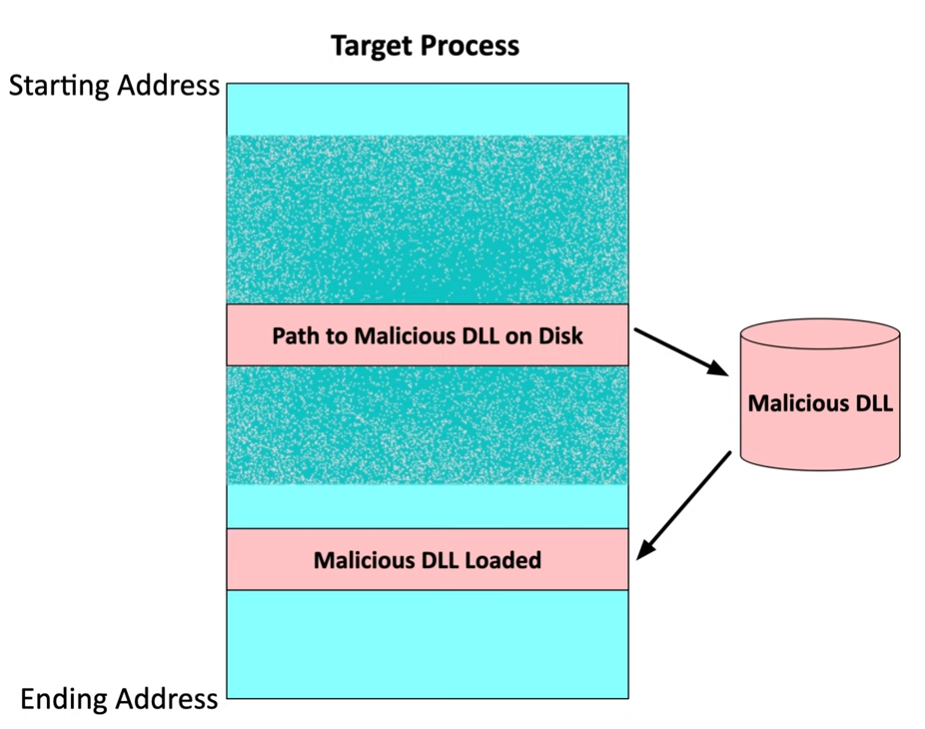 Target Process
Starting Address
Path to Malicious DLL on Disk
Malicious DLL
Malicious DLL Loaded
Ending Address